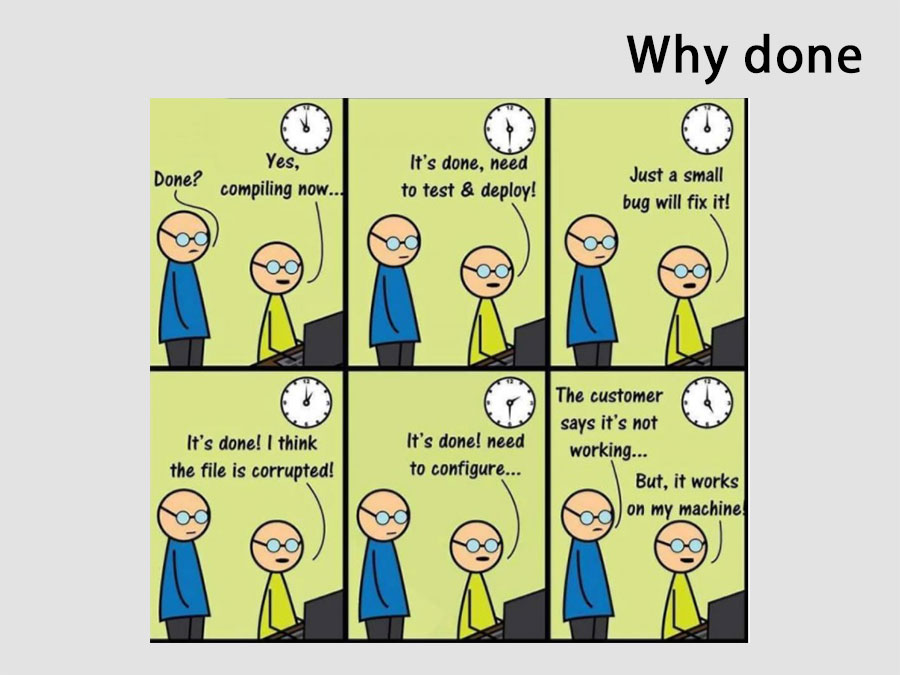 Why done
Done?
Yes,
compiling now...
It's done, need
to test & deploy!
Just a small
bug will fix it!
It's done! I think
the file is corrupted!
It's done! need
to configure...
The customer
says it's not
working...
But, it works
on my machine!